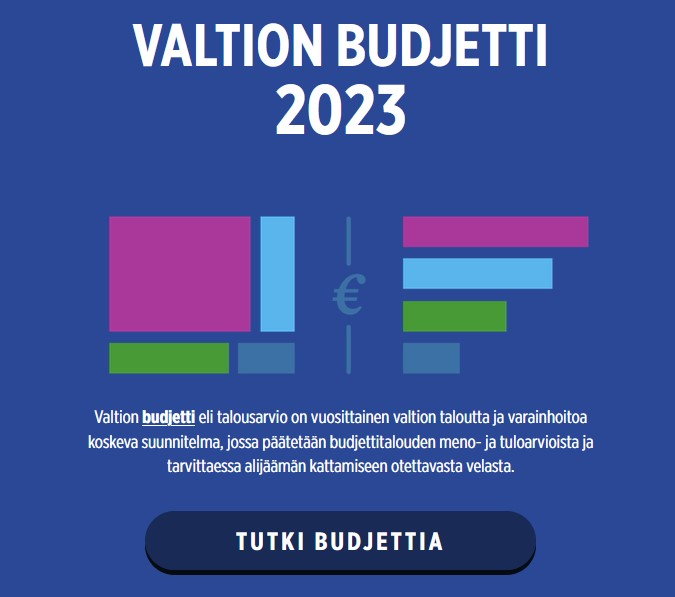 VALTION BUDJETTI
2023
€
Valtion budjetti eli talousarvio on vuosittainen valtion taloutta ja varainhoitoa
koskeva suunnitelma, jossa päätetään budjettitalouden meno- ja tuloarvioista ja
tarvittaessa alijäämän kattamiseen otettavasta velasta.
TUTKI BUDJETTIA